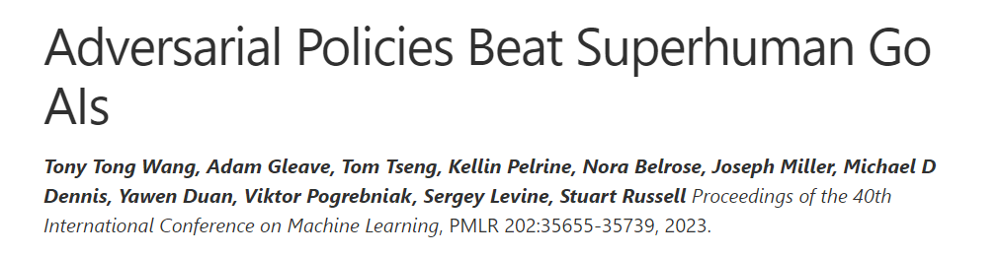 Adversarial Policies Beat Superhuman Go
AIs
Tony Tong Wang, Adam Gleave, Tom Tseng, Kellin Pelrine, Nora Belrose, Joseph Miller, Michael D
Dennis, Yawen Duan, Viktor Pogrebniak, Sergey Levine, Stuart Russell Proceedings of the 40th
International Conference on Machine Learning, PMLR 202:35655-35739, 2023.